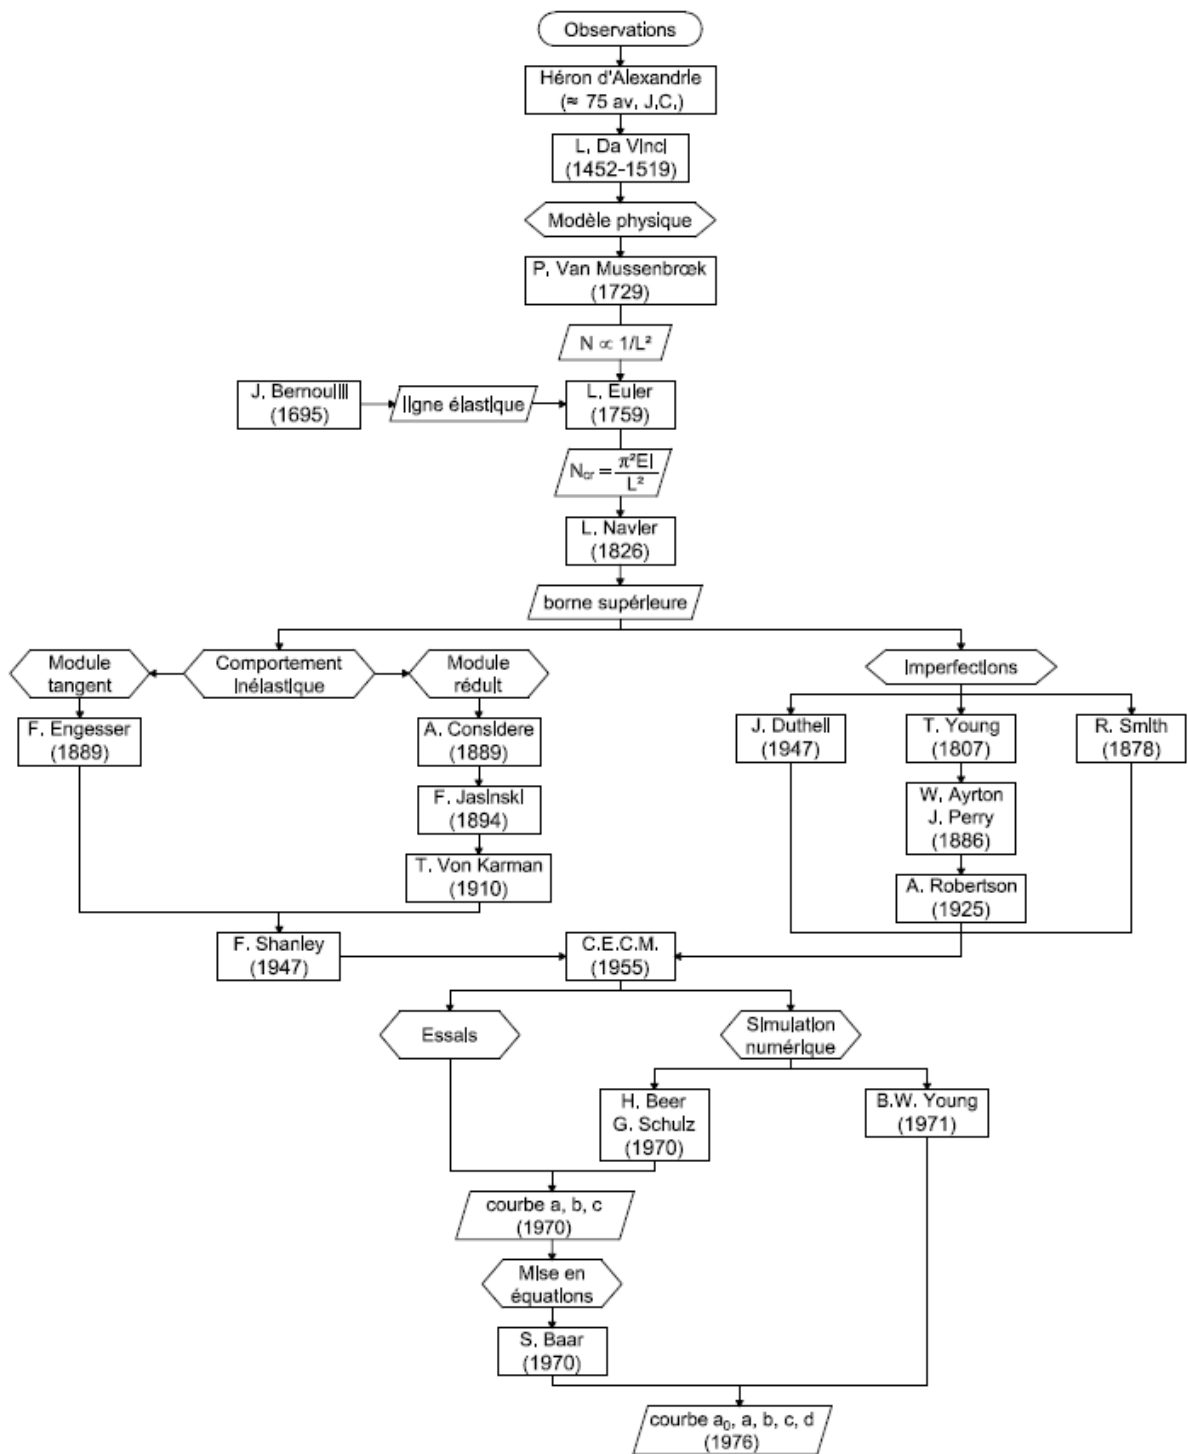 Observations
Héron d'Alexandrie
(≈ 75 av. J.C.)
L. Da Vinci
(1452-1519)
Modèle physique
P. Van Mussenbrœk
(1729)
N ∝ 1/L²
J. Bernoulli
(1695)
ligne élastique
L. Euler
(1759)
N_cr = π²EI / L²
L. Navier
(1826)
borne supérieure
Module
tangent
Comportement
inélastique
Module
réduit
Imperfections
F. Engesser
(1889)
A. Considere
(1889)
J. Dutheil
(1947)
T. Young
(1807)
R. Smith
(1878)
F. Jasinski
(1894)
W. Ayrton
J. Perry
(1886)
T. Von Karman
(1910)
A. Robertson
(1925)
F. Shanley
(1947)
C.E.C.M.
(1955)
Essais
Simulation
numérique
H. Beer
G. Schulz
(1970)
B.W. Young
(1971)
courbe a, b, c
(1970)
Mise en
équations
S. Baar
(1970)
courbe a₀, a, b, c, d
(1976)